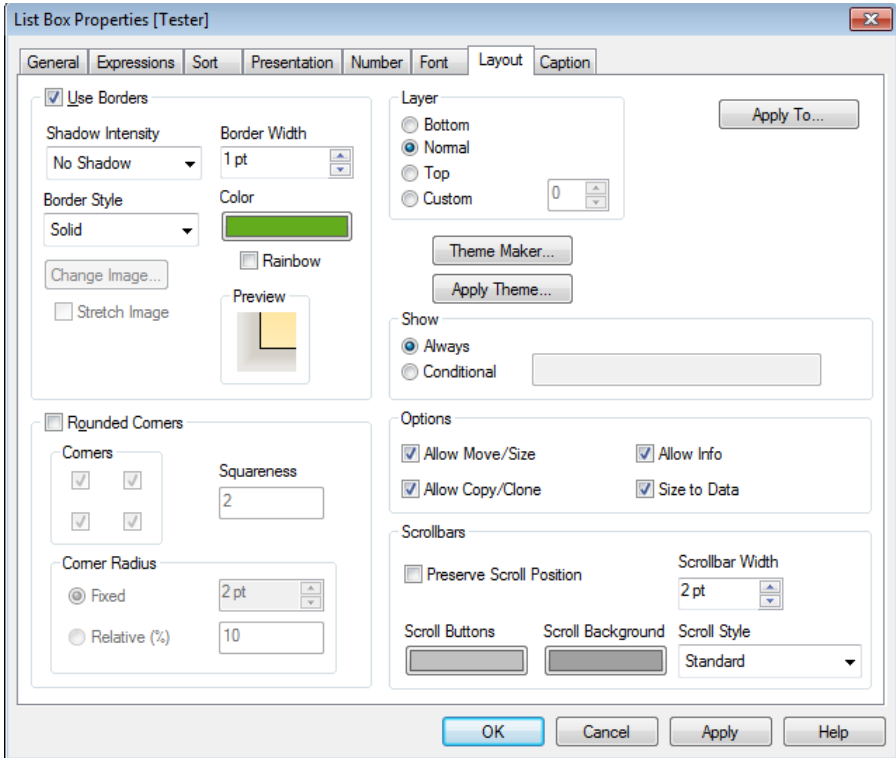 List Box Properties [Tester]
General Expressions Sort Presentation Number Font Layout Caption
Use Borders
Shadow Intensity
No Shadow
Border Width
1 pt
Border Style
Solid
Color
Rainbow
Change Image...
Stretch Image
Preview
Rounded Corners
Corners
Squareness
2
Corner Radius
Fixed
2 pt
Relative (%)
10
Layer
Bottom
Normal
Top
Custom
0
Apply To...
Theme Maker...
Apply Theme...
Show
Always
Conditional
Options
Allow Move/Size
Allow Info
Allow Copy/Clone
Size to Data
Scrollbars
Preserve Scroll Position
Scrollbar Width
2 pt
Scroll Buttons
Scroll Background
Scroll Style
Standard
OK Cancel Apply Help